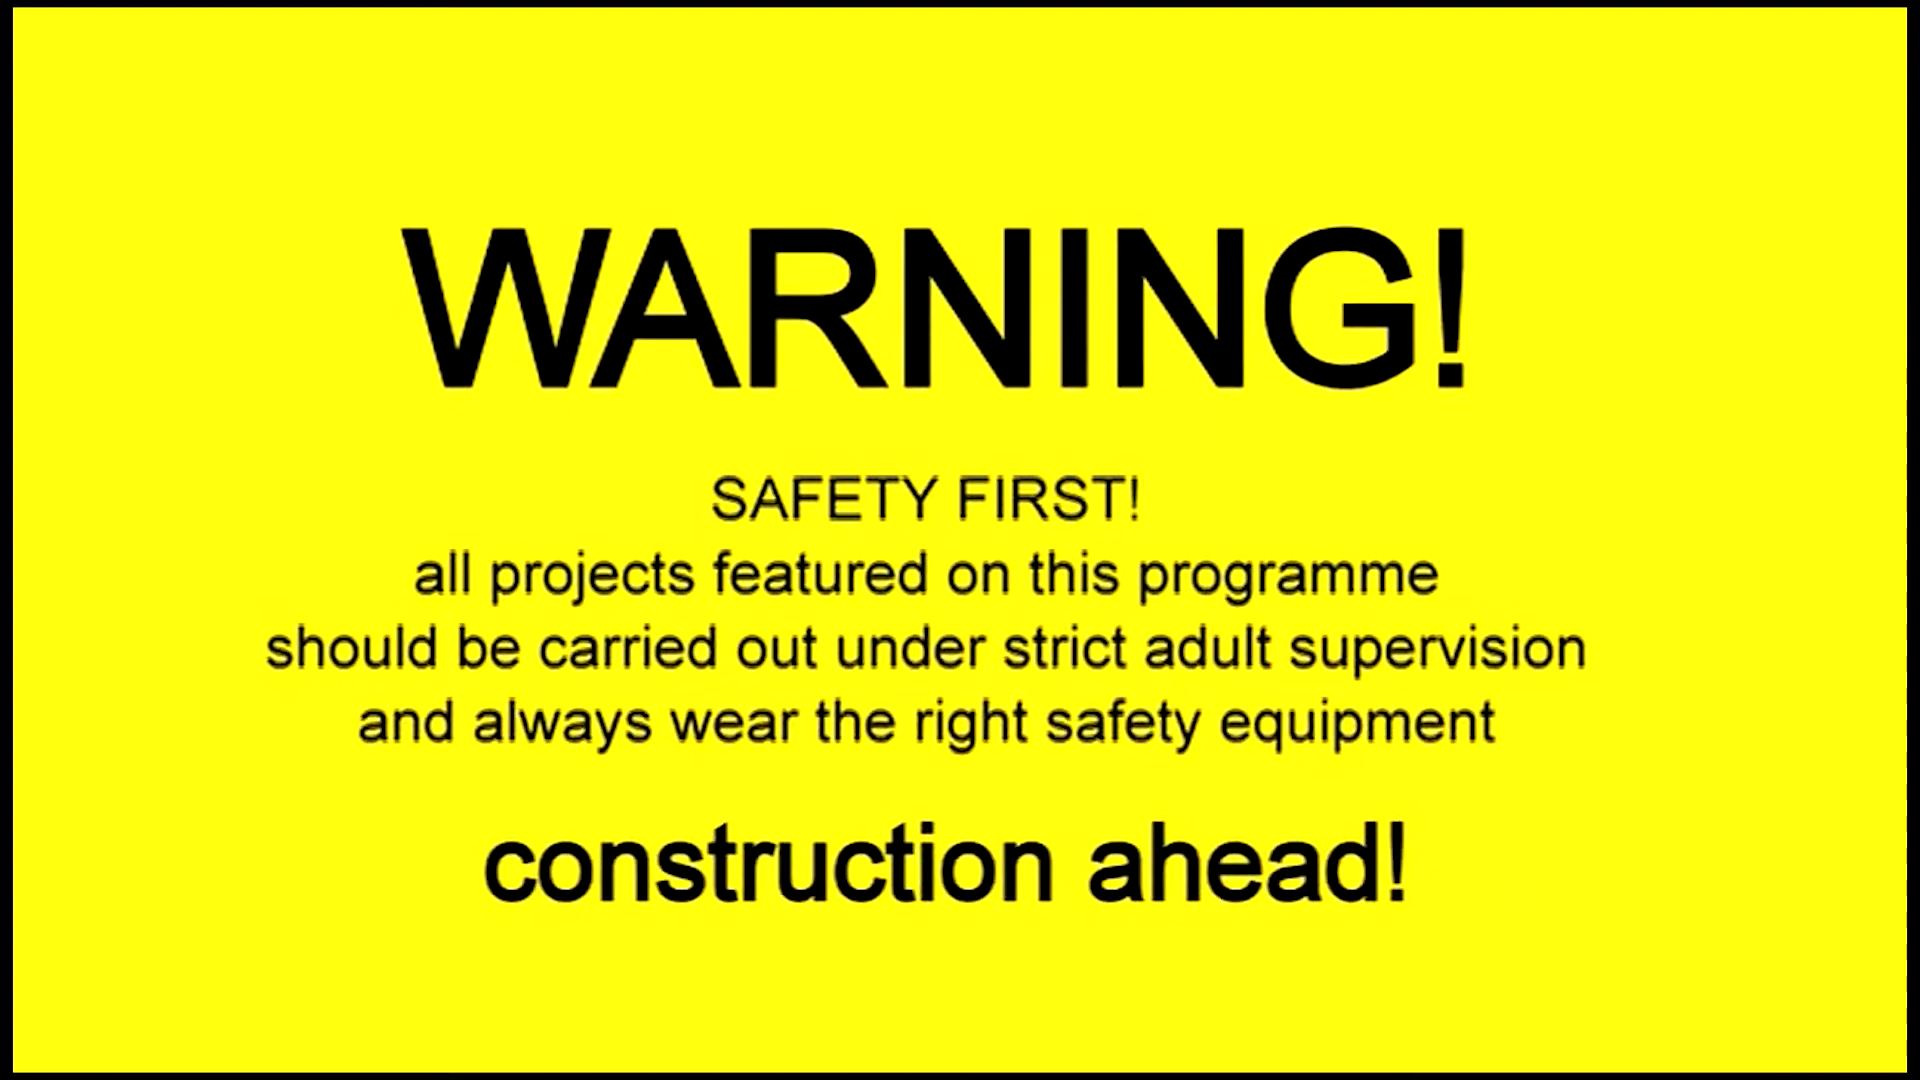 WARNING!
SAFETY FIRST!
all projects featured on this programme
should be carried out under strict adult supervision
and always wear the right safety equipment
construction ahead!